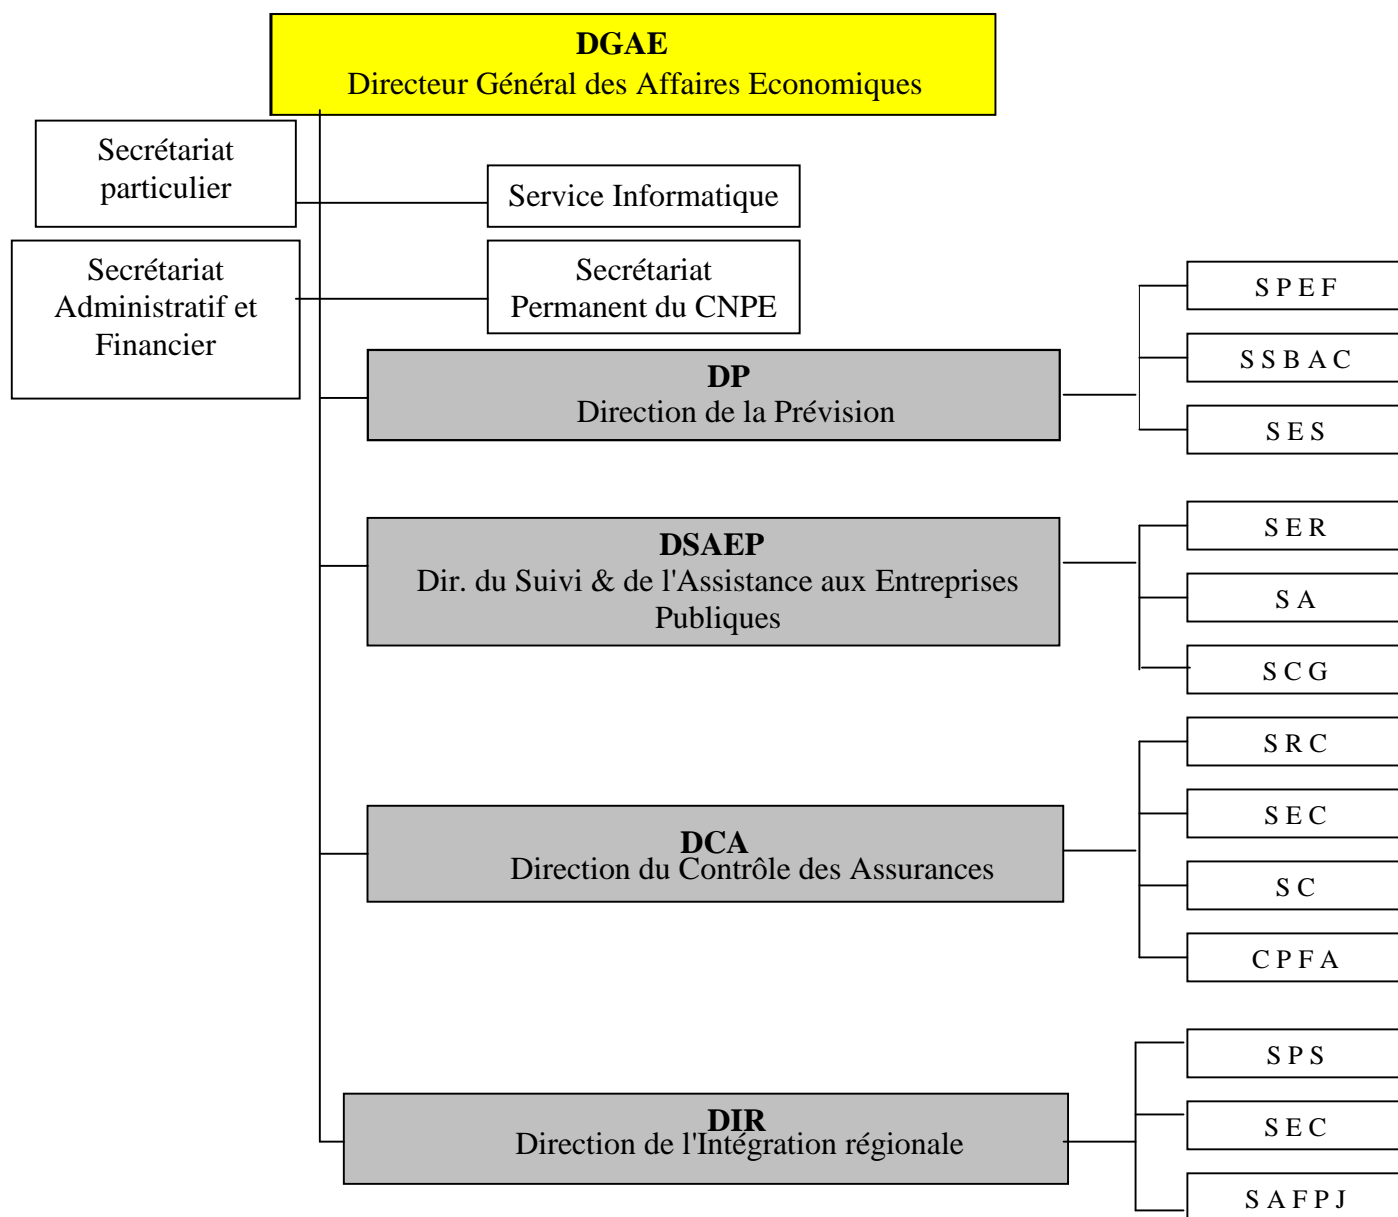 DGAE
Directeur Général des Affaires Economiques
Secrétariat
particulier
Service Informatique
Secrétariat
Administratif et
Financier
Secrétariat
Permanent du CNPE
DP
Direction de la Prévision
S P E F
S S B A C
S E S
DSAEP
Dir. du Suivi & de l'Assistance aux Entreprises
Publiques
S E R
S A
S C G
DCA
Direction du Contrôle des Assurances
S R C
S E C
S C
C P F A
DIR
Direction de l'Intégration régionale
S P S
S E C
S A F P J